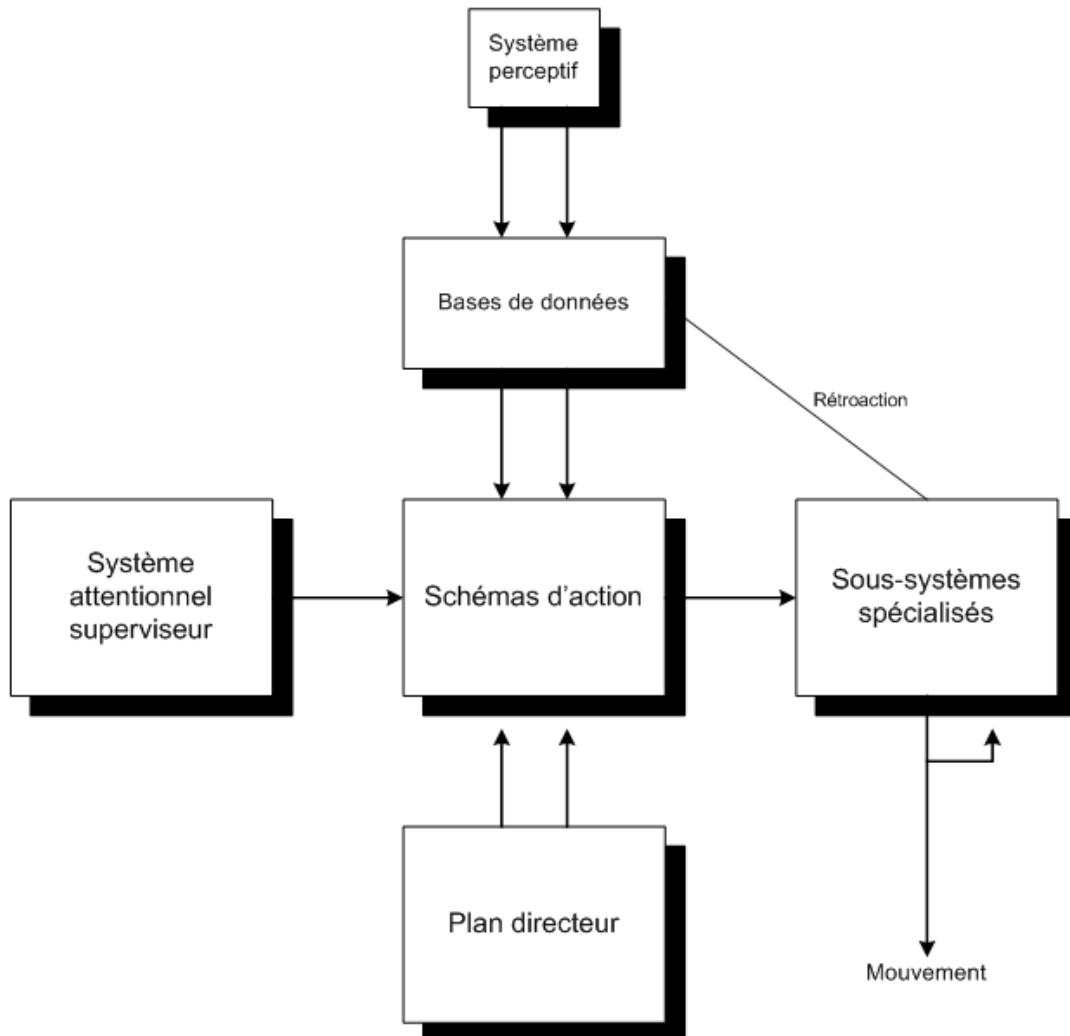 Système
perceptif
Bases de données
Rétroaction
Système
attentionnel
superviseur
Schémas d'action
Sous-systèmes
spécialisés
Plan directeur
Mouvement